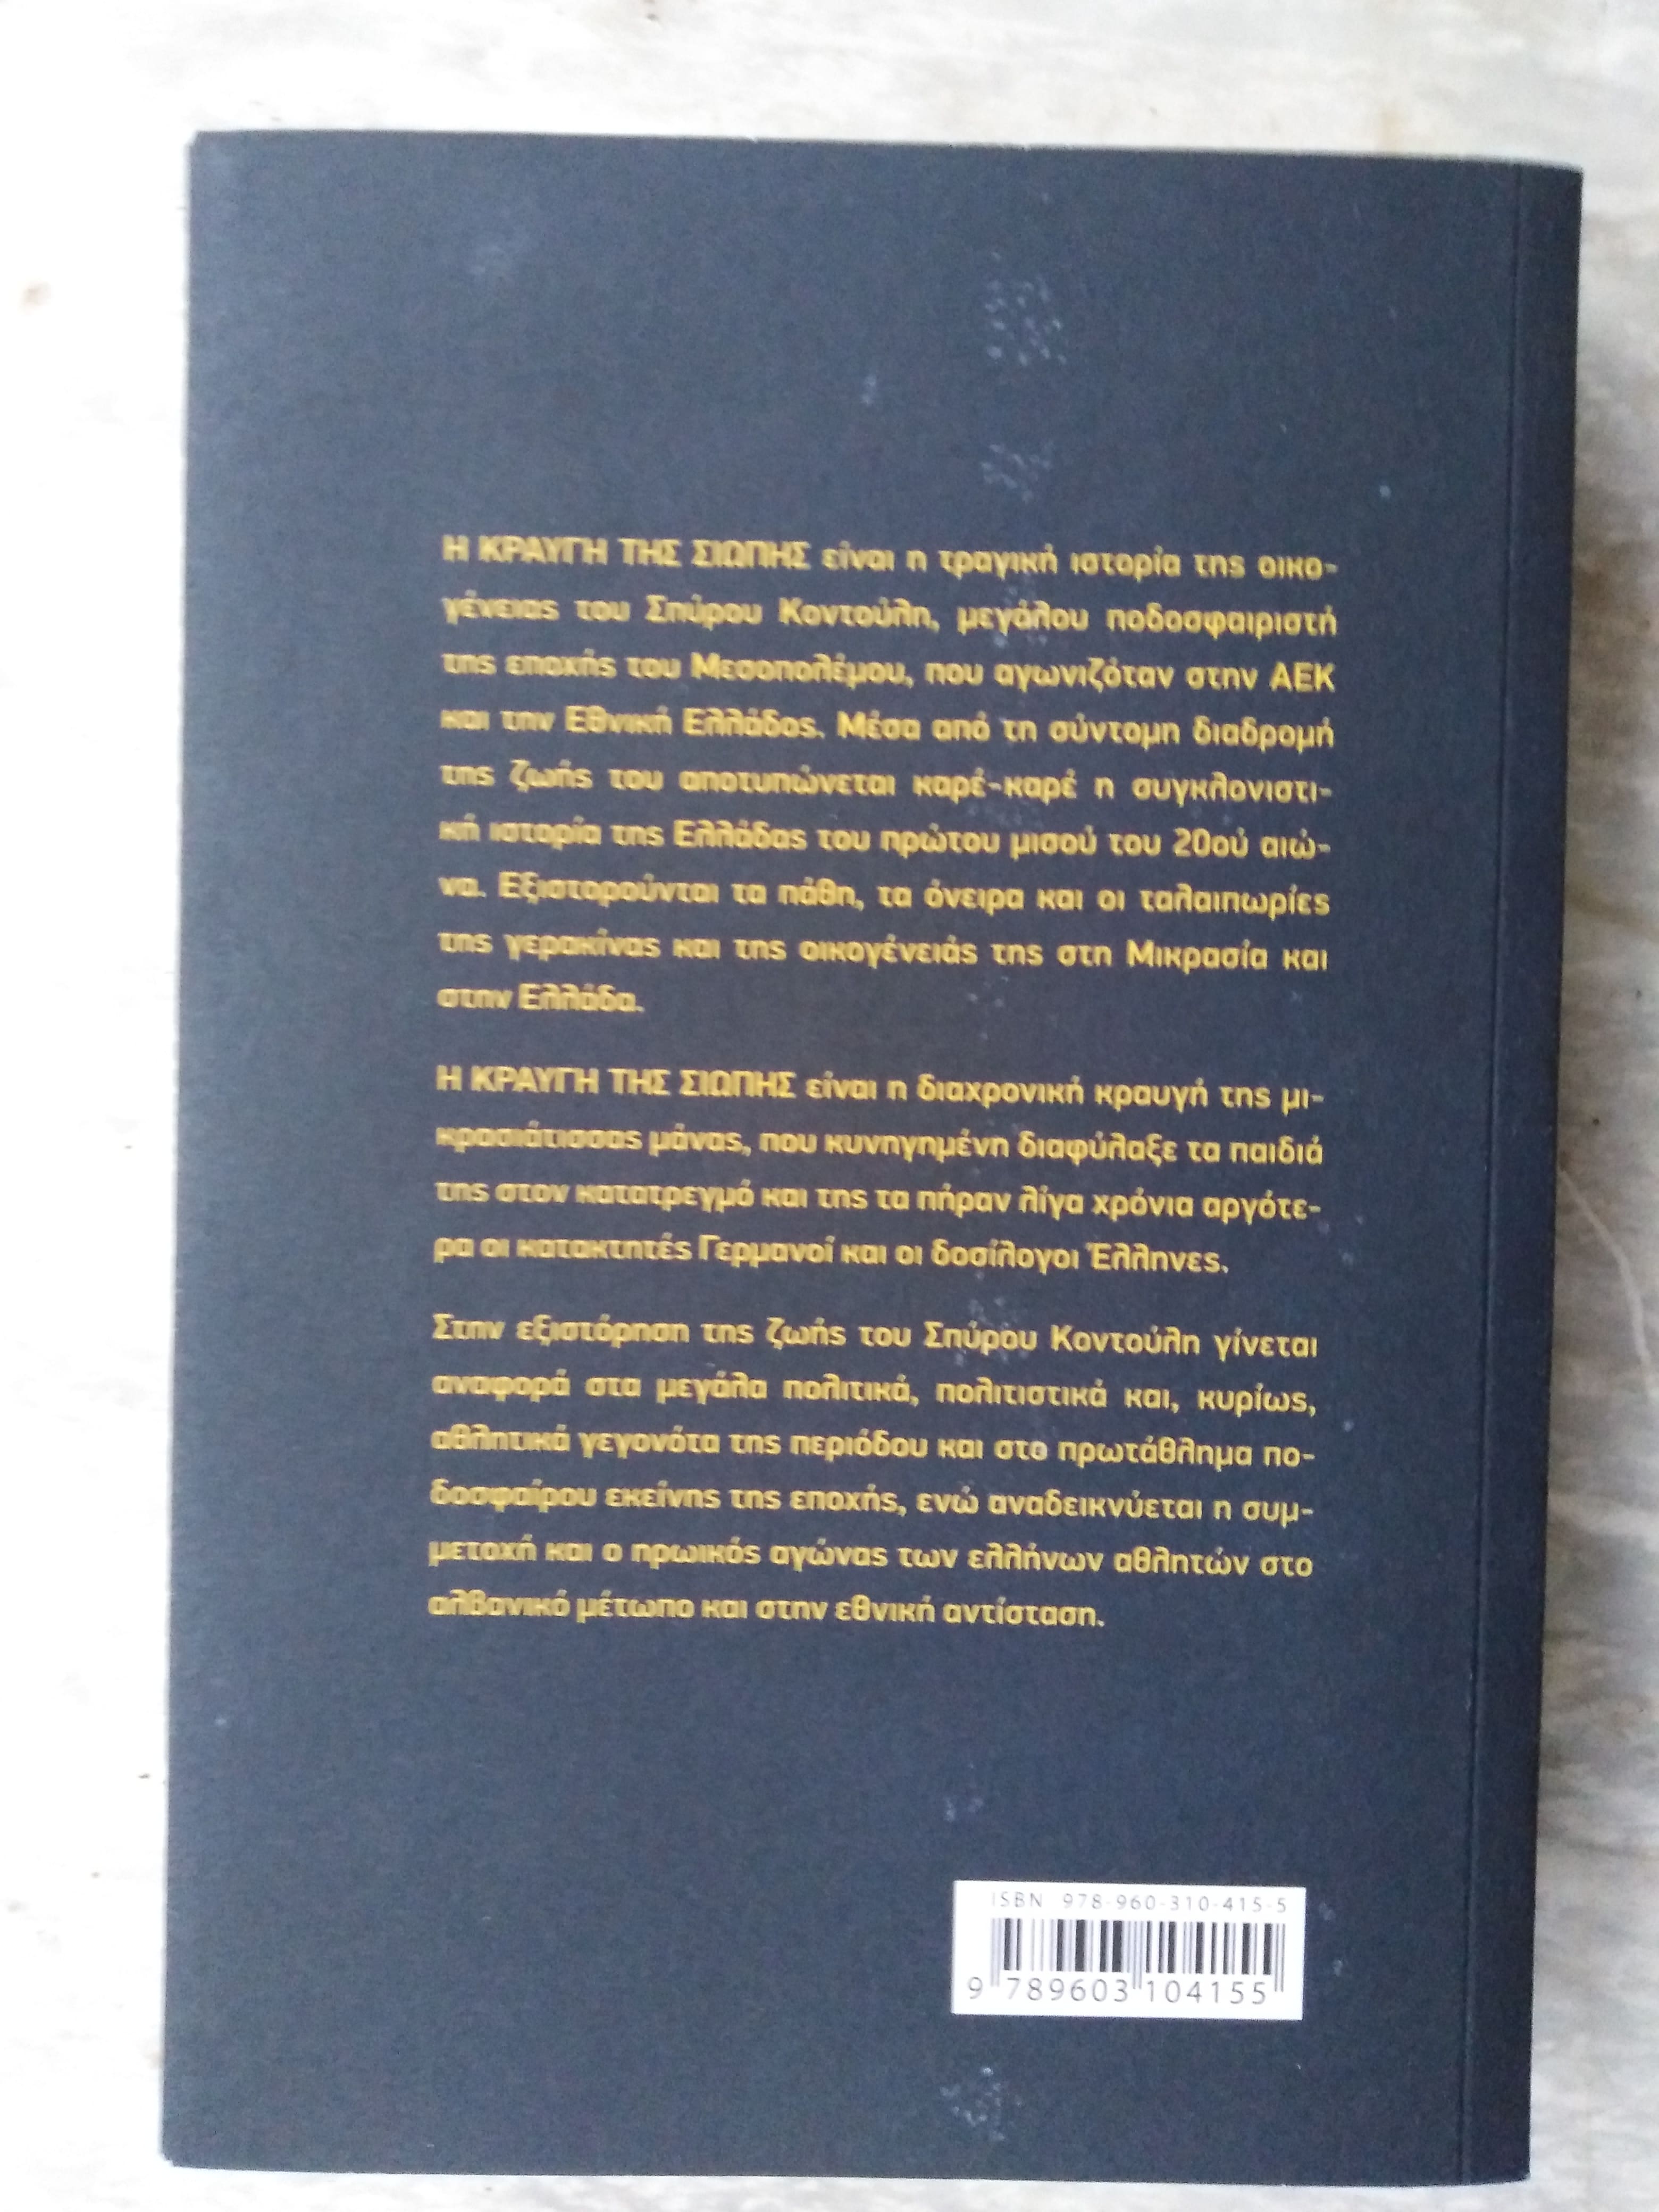 Η ΚΡΑΥΓΗ ΤΗΣ ΣΙΩΠΗΣ είναι η τραγική ιστορία της οικο-
γένειας του Σπύρου Κοντούλη, μεγάλου ποδοσφαιριστή
της εποχής του Μεσοπολέμου, που αγωνιζόταν στην ΑΕΚ
και την Εθνική Ελλάδος. Μέσα από τη σύντομη διαδρομή
της ζωής του αποτυπώνεται καρέ-καρέ η συγκλονιστι-
κή ιστορία της Ελλάδας του πρώτου μισού του 20ού αιώ-
να. Εξιστορούνται τα πάθη, τα όνειρα και οι ταλαιπωρίες
της γερακίνας και της οικογένειάς της στη Μικρασία και
στην Ελλάδα.
Η ΚΡΑΥΓΗ ΤΗΣ ΣΙΩΠΗΣ είναι η διαχρονική κραυγή της μι-
κρασιάτισσας μάνας, που κυνηγημένη διαφύλαξε τα παιδιά
της στον κατατρεγμό και της τα πήραν λίγα χρόνια αργότε-
ρα οι κατακτητές Γερμανοί και οι δοσίλογοι Έλληνες.
Στην εξιστόρηση της ζωής του Σπύρου Κοντούλη γίνεται
αναφορά στα μεγάλα πολιτικά, πολιτιστικά και, κυρίως,
αθλητικά γεγονότα της περιόδου και στο πρωτάθλημα πο-
δοσφαίρου εκείνης της εποχής, ενώ αναδεικνύεται η συμ-
μετοχή και ο ηρωικός αγώνας των ελλήνων αθλητών στο
αλβανικό μέτωπο και στην εθνική αντίσταση.
ISBN 978-960-310-415-5
9 789603 104155